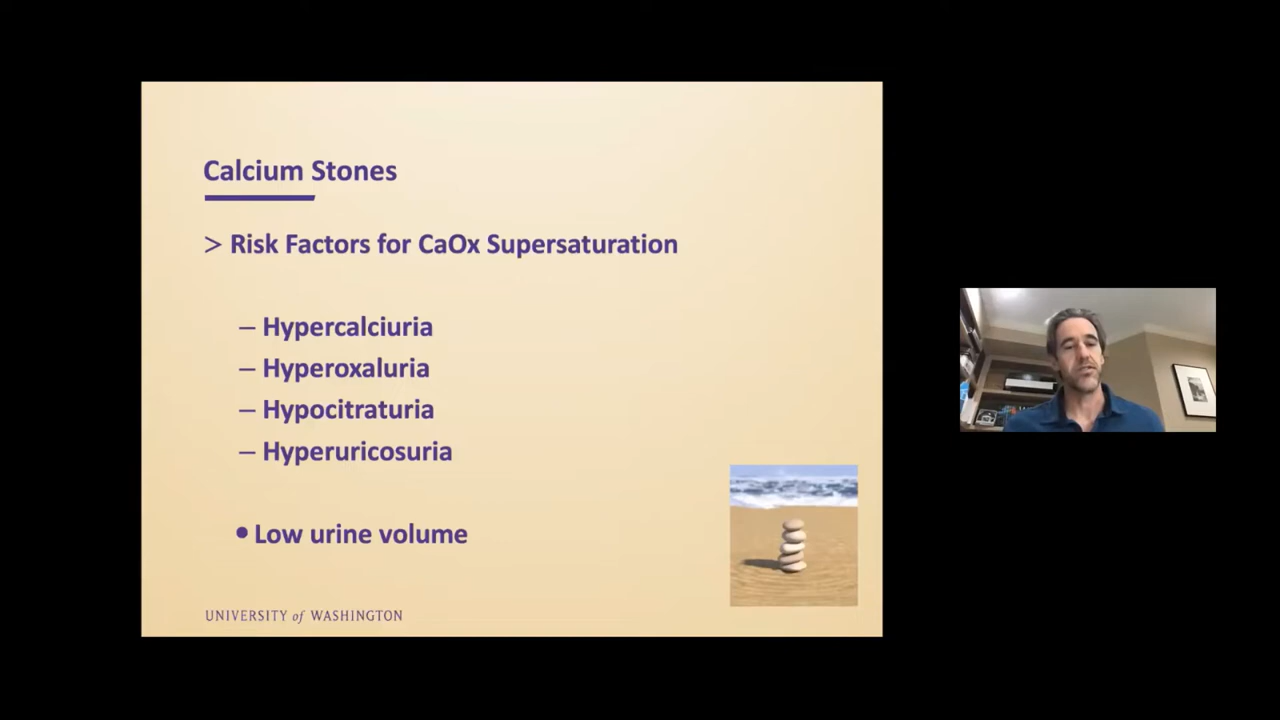 Calcium Stones
> Risk Factors for CaOx Supersaturation
– Hypercalciuria
– Hyperoxaluria
– Hypocitraturia
– Hyperuricosuria
• Low urine volume
UNIVERSITY of WASHINGTON